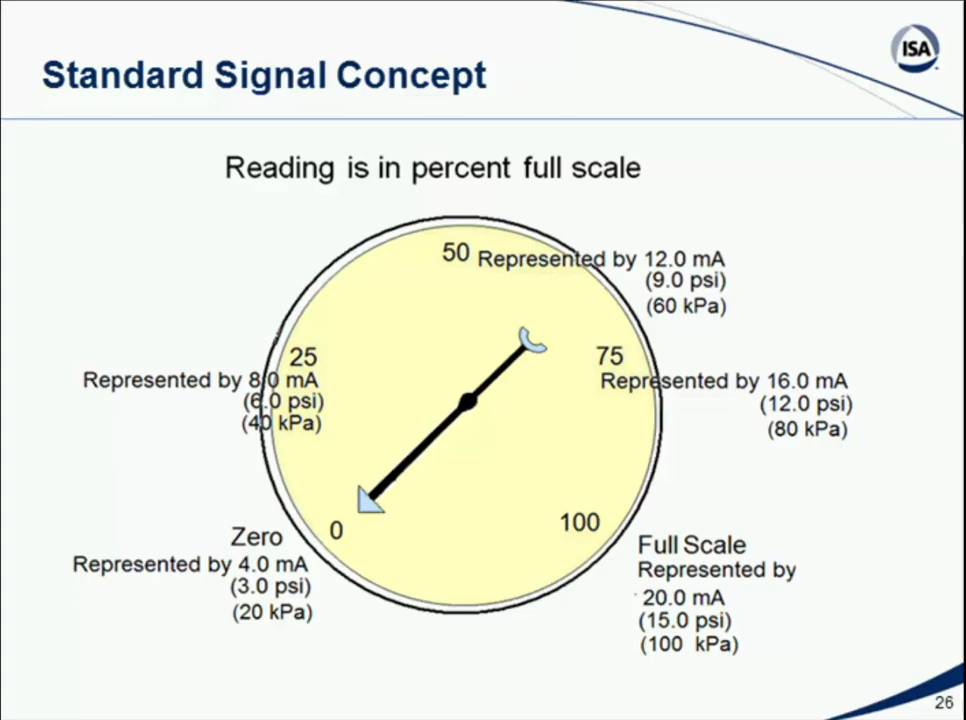 ISA
Standard Signal Concept
Reading is in percent full scale
50 Represented by 12.0 mA
(9.0 psi)
(60 kPa)
25
Represented by 8.0 mA
(6.0 psi)
(40 kPa)
75
Represented by 16.0 mA
(12.0 psi)
(80 kPa)
Zero
0
Represented by 4.0 mA
(3.0 psi)
(20 kPa)
100
Full Scale
Represented by
20.0 mA
(15.0 psi)
(100 kPa)
26